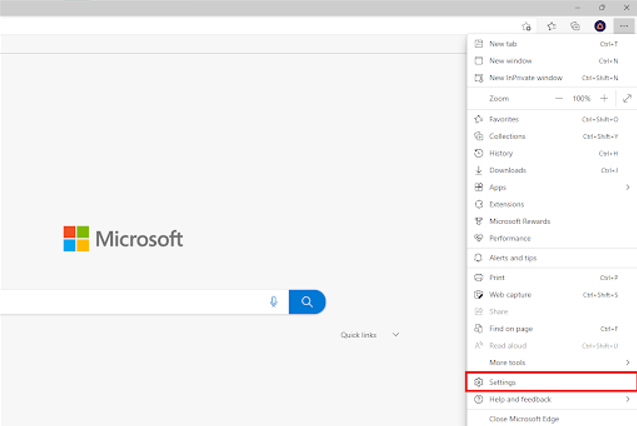 New tab Ctrl+T
New window Ctrl+N
New InPrivate window Ctrl+Shift+N
Zoom 100%
Favorites Ctrl+Shift+O
Collections Ctrl+Shift+Y
History Ctrl+H
Downloads Ctrl+J
Apps
Extensions
Microsoft Rewards
Performance
Alerts and tips
Print Ctrl+P
Web capture Ctrl+Shift+S
Share
Find on page Ctrl+F
Read aloud Ctrl+Shift+U
More tools
Settings
Help and feedback
Close Microsoft Edge
Microsoft
Quick links